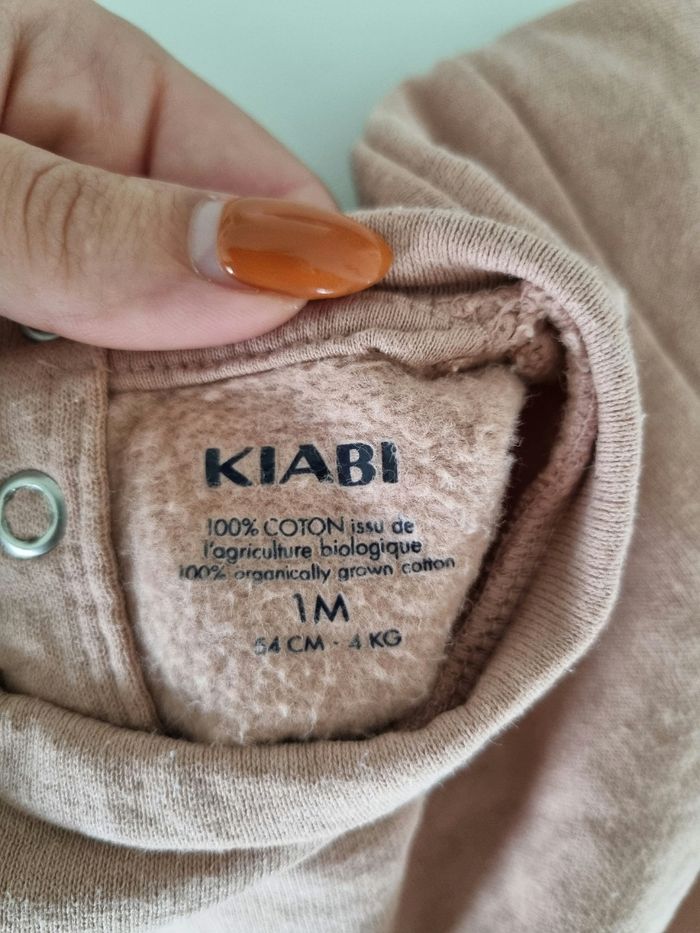 KIABI
100% COTON issu de
l'agriculture biologique
100% organically grown cotton
1M
54 CM - 4 KG